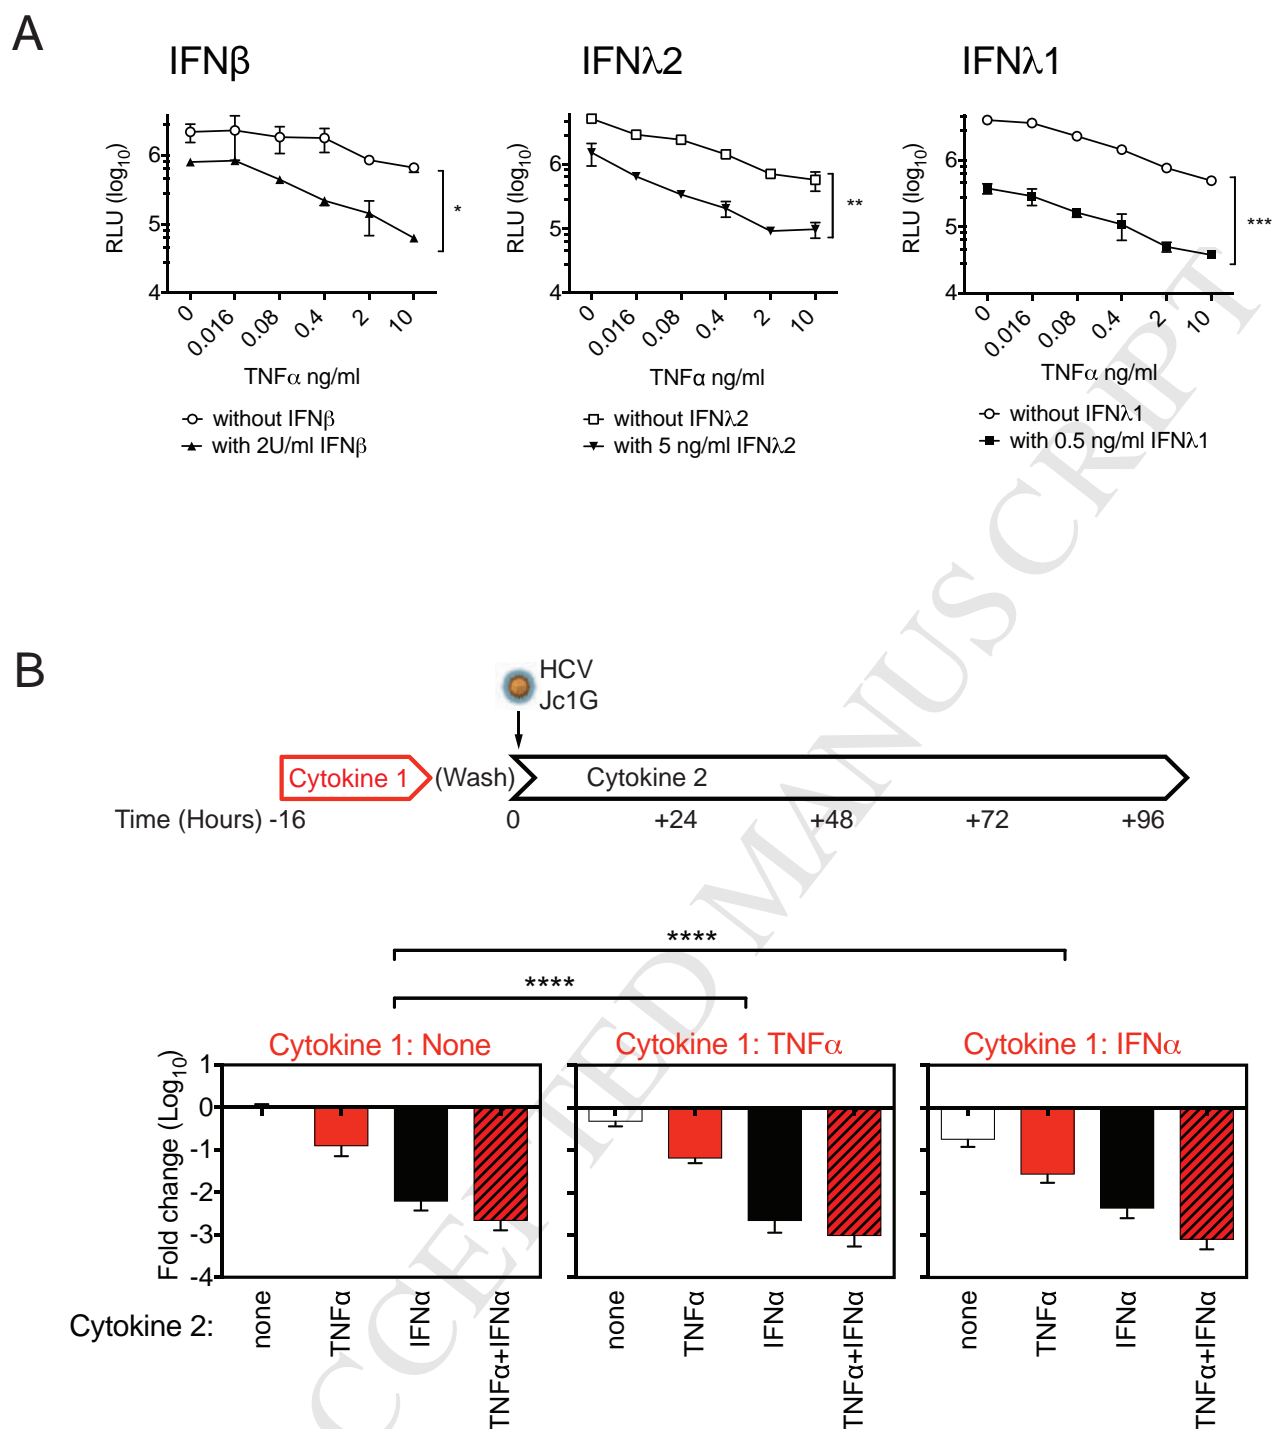 A
IFNβ
IFNλ2
IFNλ1
RLU (log10)
6
5
4
*
0
0.016
0.08
0.4
2
10
TNFα ng/ml
without IFNβ
with 2U/ml IFNβ
RLU (log10)
6
5
4
**
0
0.016
0.08
0.4
2
10
TNFα ng/ml
without IFNλ2
with 5 ng/ml IFNλ2
RLU (log10)
6
5
4
***
0
0.016
0.08
0.4
2
10
TNFα ng/ml
without IFNλ1
with 0.5 ng/ml IFNλ1
B
HCV
Jc1G
Cytokine 1
(Wash)
Cytokine 2
Time (Hours) -16
0
+24
+48
+72
+96
****
****
Cytokine 1: None
Cytokine 1: TNFα
Cytokine 1: IFNα
Fold change (Log10)
1
0
-1
-2
-3
-4
Cytokine 2:
none
TNFα
IFNα
TNFα+IFNα
none
TNFα
IFNα
TNFα+IFNα
none
TNFα
IFNα
TNFα+IFNα
CCEPTED MANUSCRIPT